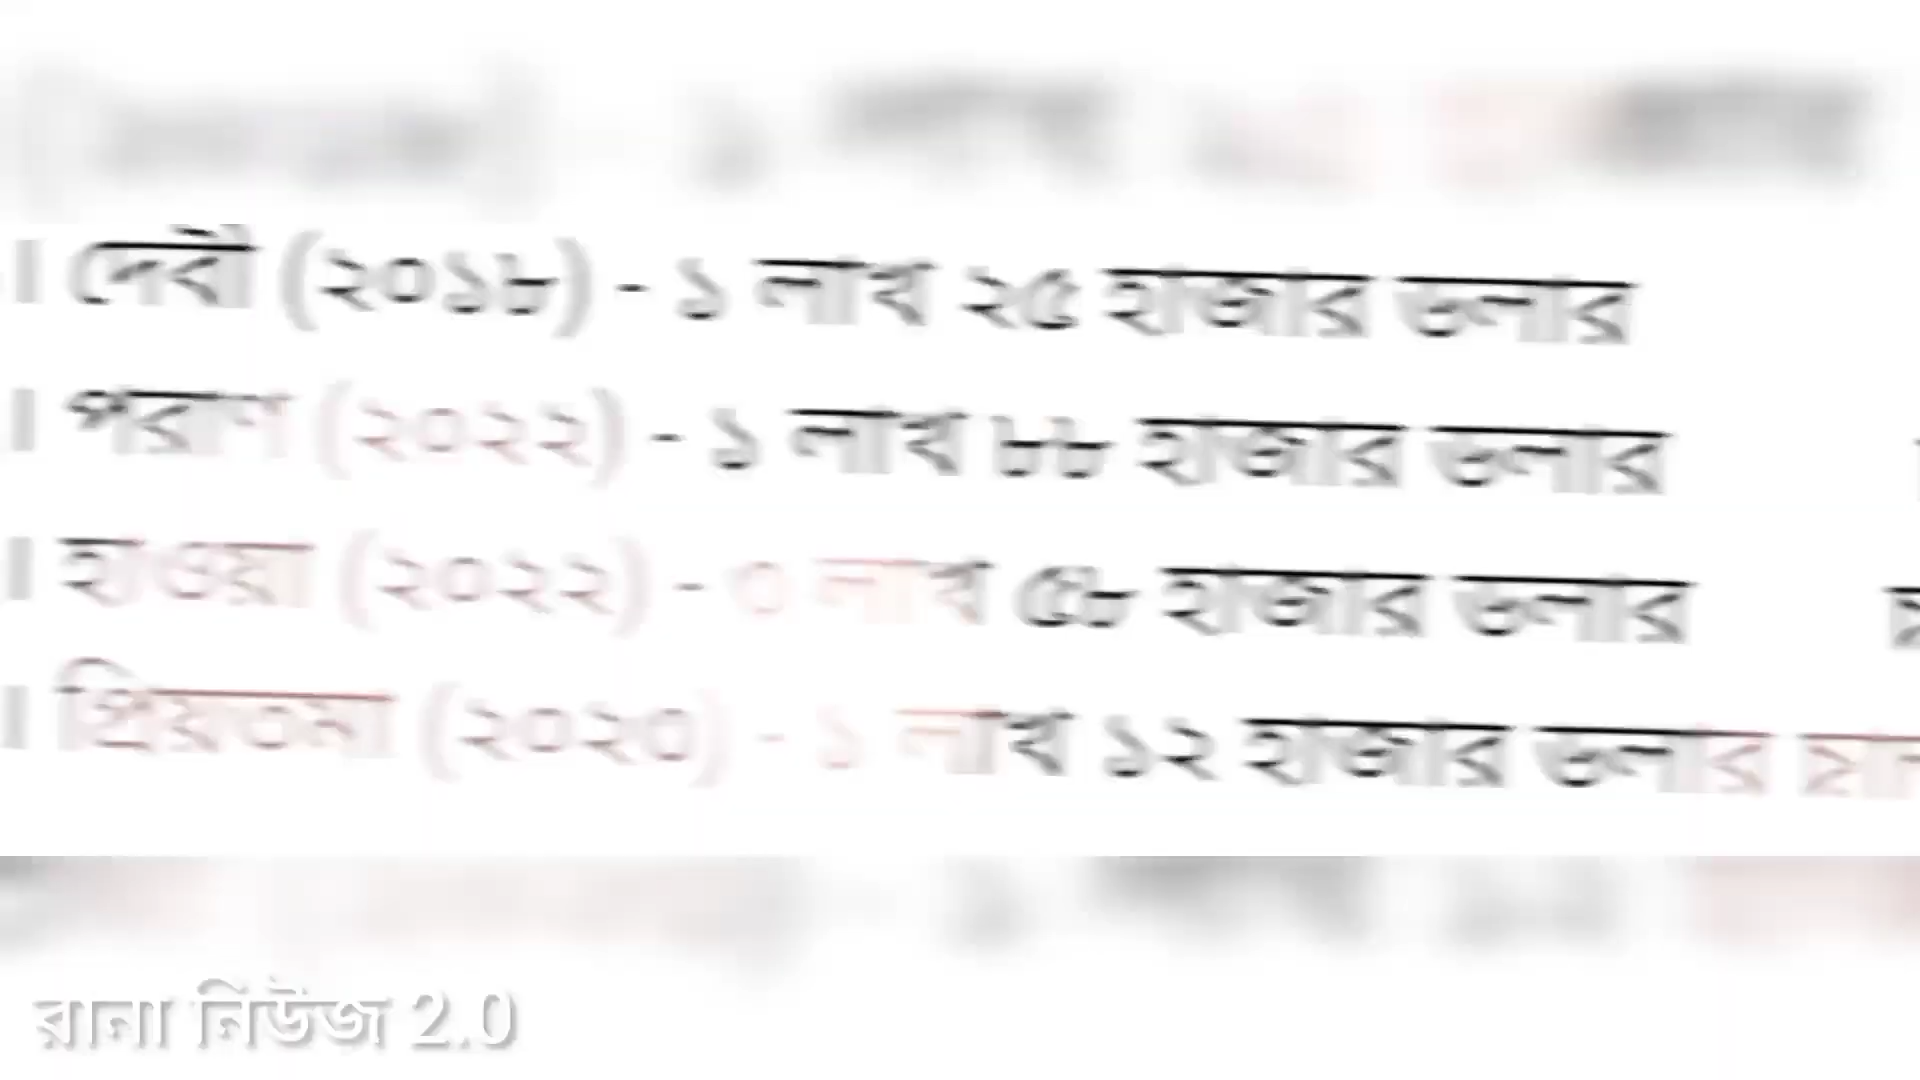 । দেবী (২০১৮) - ১ লাখ ২৫ হাজার ডলার
। পরাণ (২০২২) - ১ লাখ ৮৮ হাজার ডলার
। হাওয়া (২০২২) - ৩ লাখ ৫৮ হাজার ডলার
। প্রিয়তমা (২০২৩) - ১ লাখ ১২ হাজার ডলার
রানা নিউজ 2.0